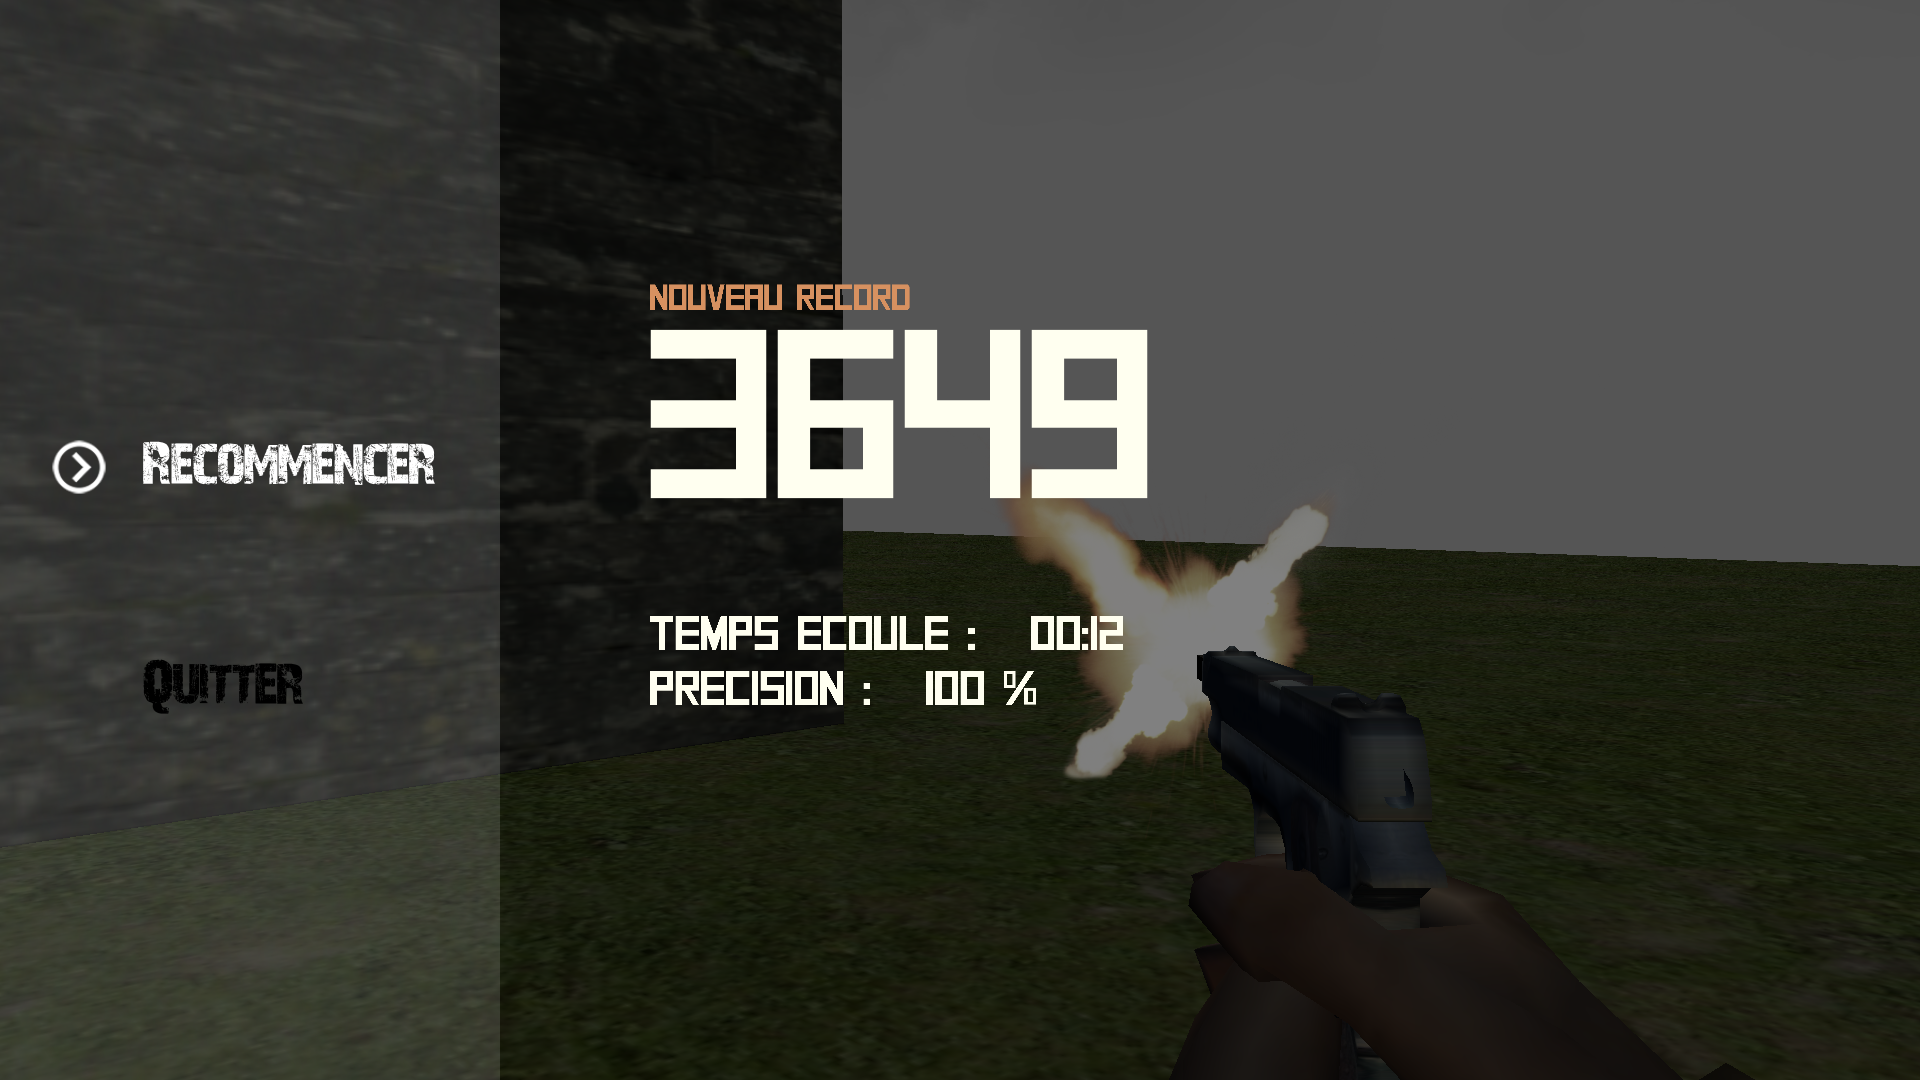 NOUVEAU RECORD
3649
RECOMMENCER
TEMPS ECOULE : 00:12
QUITTER
PRECISION : 100 %